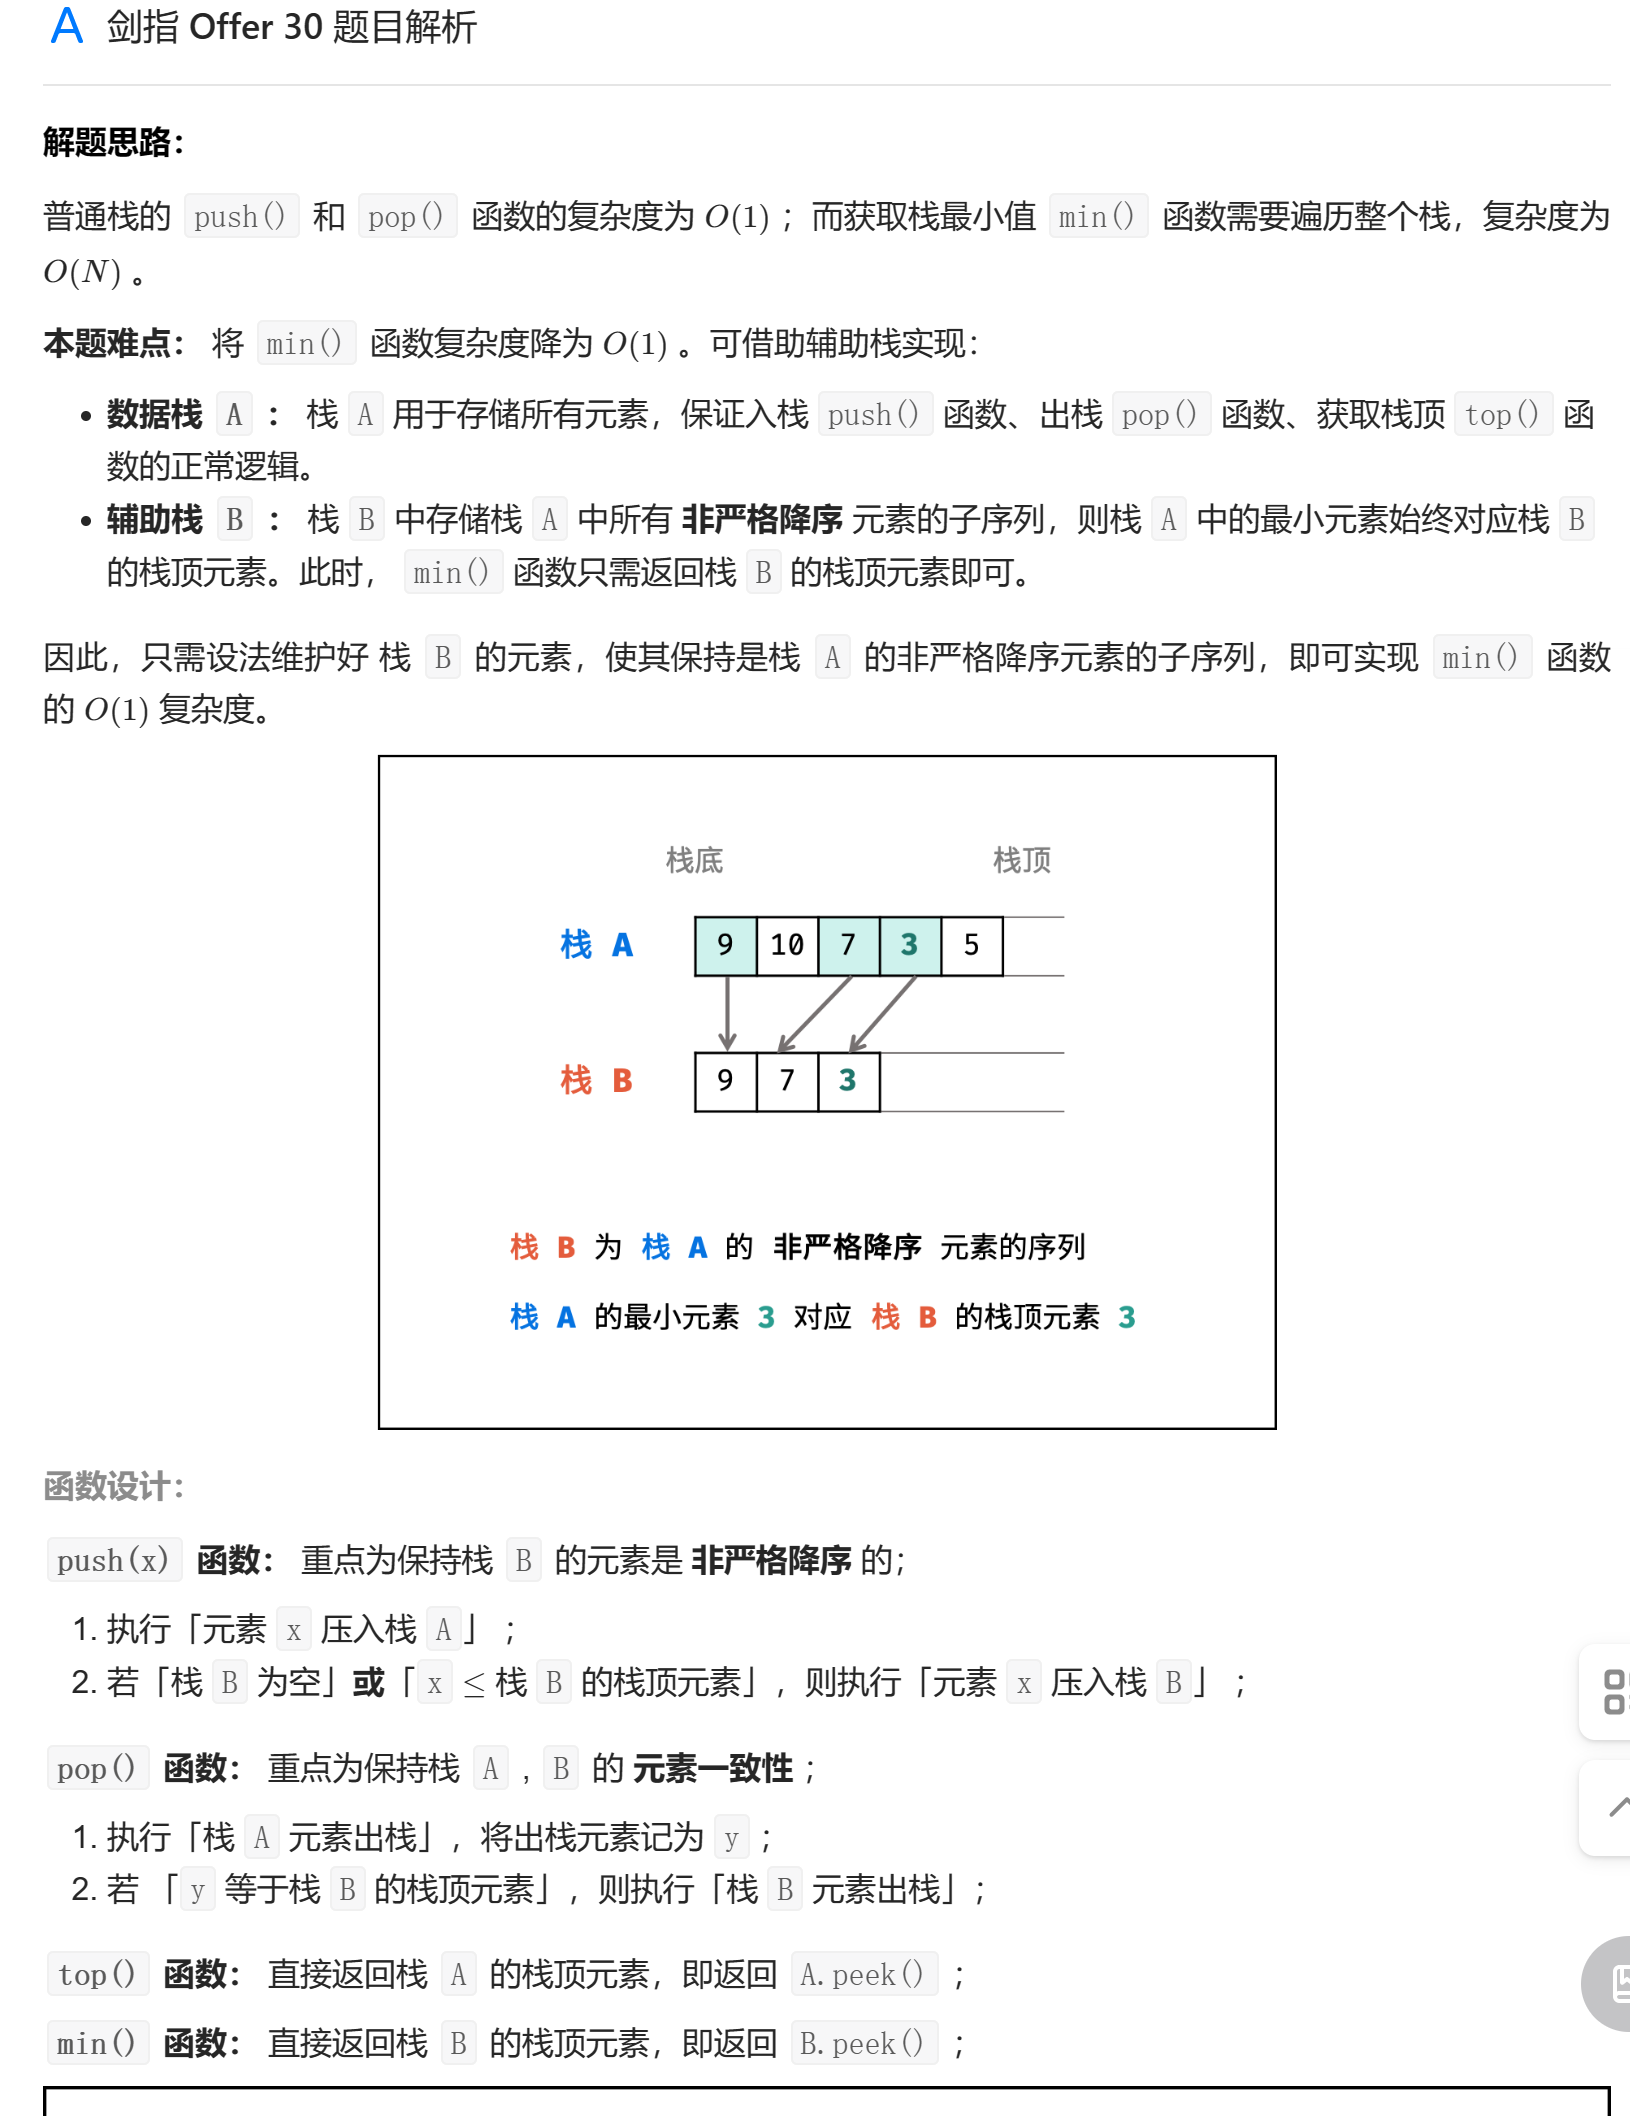 剑指 Offer 30 题目解析
解题思路：
普通栈的 push() 和 pop() 函数的复杂度为 O(1) ；而获取栈最小值 min() 函数需要遍历整个栈，复杂度为
O(N) 。
本题难点： 将 min() 函数复杂度降为 O(1) 。可借助辅助栈实现：
• 数据栈 A ： 栈 A 用于存储所有元素，保证入栈 push() 函数、出栈 pop() 函数、获取栈顶 top() 函
数的正常逻辑。
• 辅助栈 B ： 栈 B 中存储栈 A 中所有 非严格降序 元素的子序列，则栈 A 中的最小元素始终对应栈 B
的栈顶元素。此时， min() 函数只需返回栈 B 的栈顶元素即可。
因此，只需设法维护好 栈 B 的元素，使其保持是栈 A 的非严格降序元素的子序列，即可实现 min() 函数
的 O(1) 复杂度。
栈底 栈顶
栈 A 9 10 7 3 5
栈 B 9 7 3
栈 B 为 栈 A 的 非严格降序 元素的序列
栈 A 的最小元素 3 对应 栈 B 的栈顶元素 3
函数设计：
push(x) 函数： 重点为保持栈 B 的元素是 非严格降序 的；
1. 执行「元素 x 压入栈 A」 ；
2. 若「栈 B 为空」或「x ≤ 栈 B 的栈顶元素」，则执行「元素 x 压入栈 B」 ；
pop() 函数： 重点为保持栈 A , B 的 元素一致性 ；
1. 执行「栈 A 元素出栈」，将出栈元素记为 y ；
2. 若 「y 等于栈 B 的栈顶元素」，则执行「栈 B 元素出栈」；
top() 函数： 直接返回栈 A 的栈顶元素，即返回 A.peek() ；
min() 函数： 直接返回栈 B 的栈顶元素，即返回 B.peek() ；